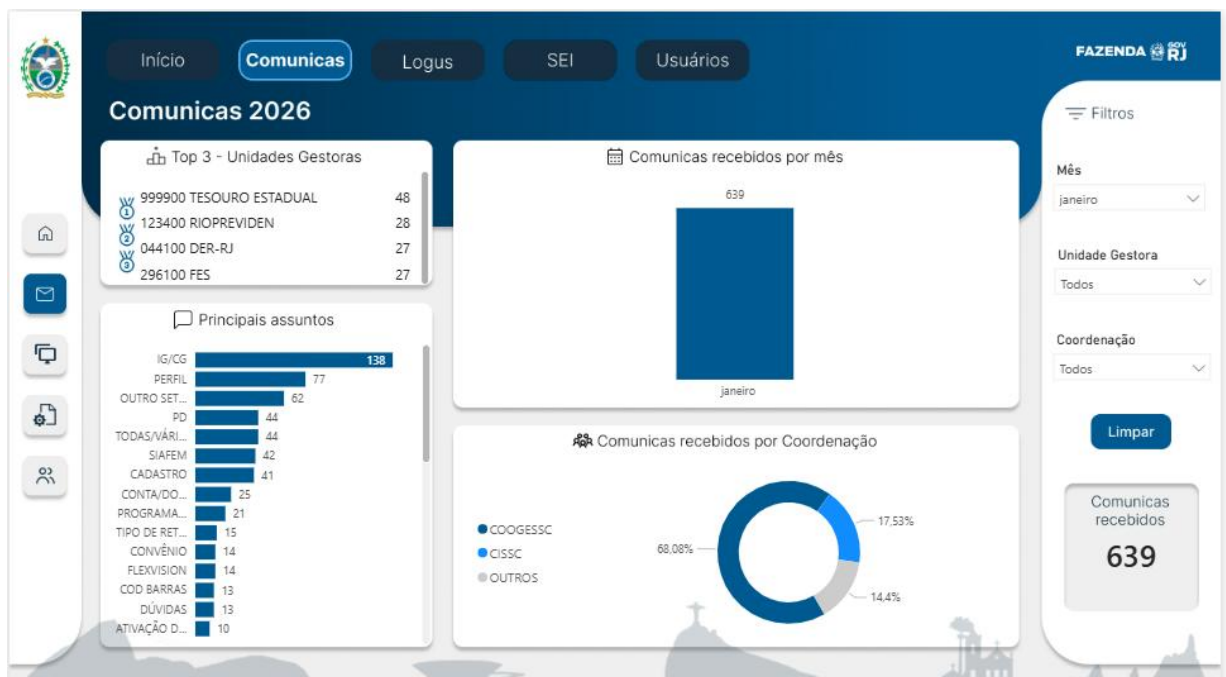 Início
Comunicas
Logus
SEI
Usuários
FAZENDA
GOV
RJ
Comunicas 2026
Filtros
Top 3 - Unidades Gestoras
1
999900 TESOURO ESTADUAL 48
2
123400 RIOPREVIDEN 28
3
044100 DER-RJ 27
296100 FES 27
Principais assuntos
IG/CG 138
PERFIL 77
OUTRO SET... 62
PD 44
TODAS/VÁRI... 44
SIAFEM 42
CADASTRO 41
CONTA/DO... 25
PROGRAMA... 21
TIPO DE RET... 15
CONVÊNIO 14
FLEXVISION 14
COD BARRAS 13
DÚVIDAS 13
ATIVAÇÃO D... 10
Comunicas recebidos por mês
639
janeiro
Comunicas recebidos por Coordenação
COOGESSC
CISSC
OUTROS
68,08%
17,53%
14,4%
Mês
janeiro
Unidade Gestora
Todos
Coordenação
Todos
Limpar
Comunicas
recebidos
639